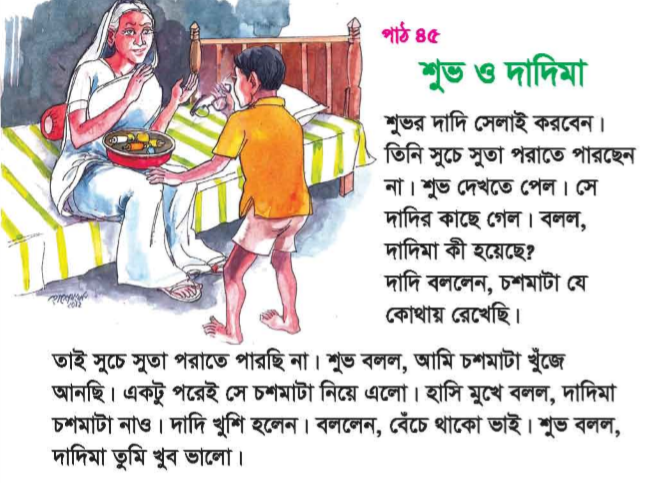 পাঠ ৪৫
শুভ ও দাদিমা
শুভর দাদি সেলাই করবেন।
তিনি সুচে সুতা পরাতে পারছেন
না। শুভ দেখতে পেল। সে
দাদির কাছে গেল। বলল,
দাদিমা কী হয়েছে?
দাদি বললেন, চশমাটা যে
কোথায় রেখেছি।
তাই সুচে সুতা পরাতে পারছি না। শুভ বলল, আমি চশমাটা খুঁজে
আনছি। একটু পরেই সে চশমাটা নিয়ে এলো। হাসি মুখে বলল, দাদিমা
চশমাটা নাও। দাদি খুশি হলেন। বললেন, বেঁচে থাকো ভাই। শুভ বলল,
দাদিমা তুমি খুব ভালো।